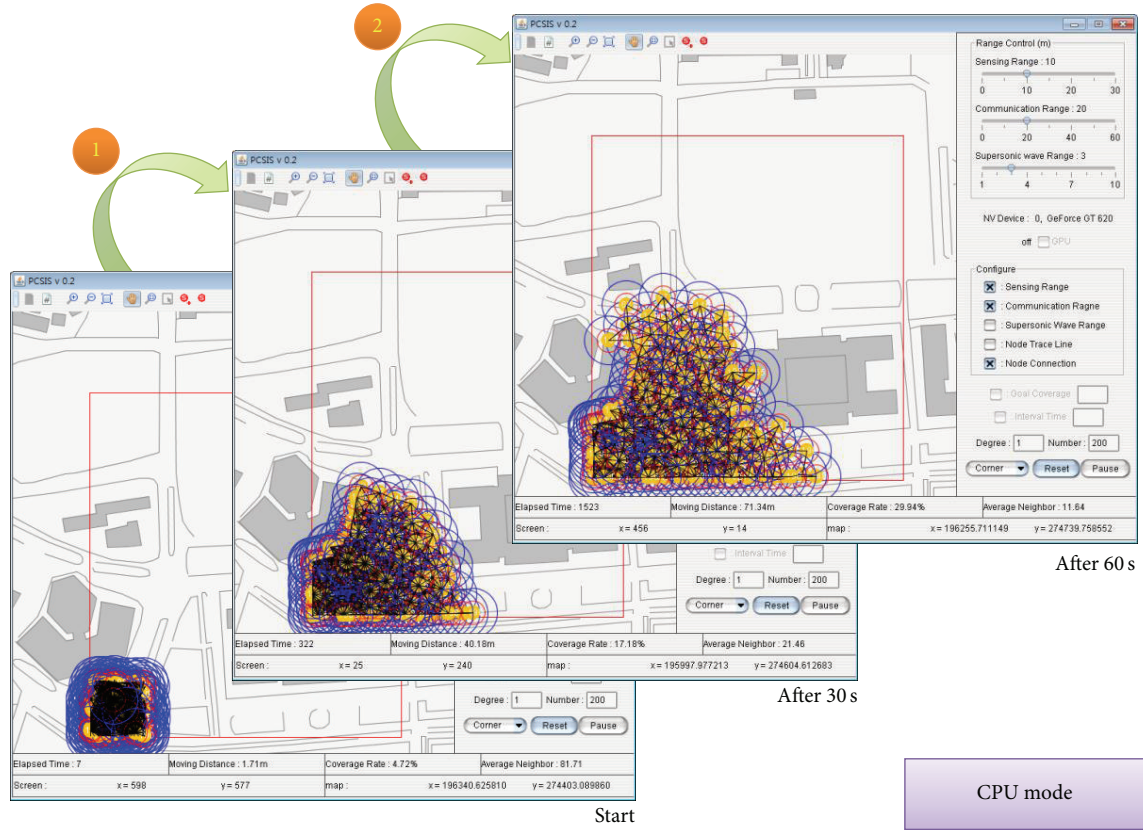 1
2
PCSIS v 0.2
Range Control (m)
Sensing Range : 10
0 10 20 30
Communication Range : 20
0 20 40 60
Supersonic wave Range : 3
1 4 7 10
NV Device : 0, GeForce GT 620
off GPU
Configure
: Sensing Range
: Communication Ragne
: Supersonic Wave Range
: Node Trace Line
: Node Connection
: Goal Coverage
: Interval Time
Degree : 1 Number : 200
Corner Reset Pause
Elapsed Time : 1523 Moving Distance : 71.34m Coverage Rate : 29.94% Average Neighbor : 11.64
Screen : x = 456 y = 14 map : x = 196255.711149 y = 274739.758552
After 60 s
PCSIS v 0.2
: Interval Time
Degree : 1 Number : 200
Corner Reset Pause
Elapsed Time : 322 Moving Distance : 40.18m Coverage Rate : 17.18% Average Neighbor : 21.46
Screen : x = 25 y = 240 map : x = 195997.977213 y = 274604.612683
After 30 s
PCSIS v 0.2
Degree : 1 Number : 200
Corner Reset Pause
Elapsed Time : 7 Moving Distance : 1.71m Coverage Rate : 4.72% Average Neighbor : 81.71
Screen : x = 598 y = 577 map : x = 196340.625810 y = 274403.089860
Start
CPU mode